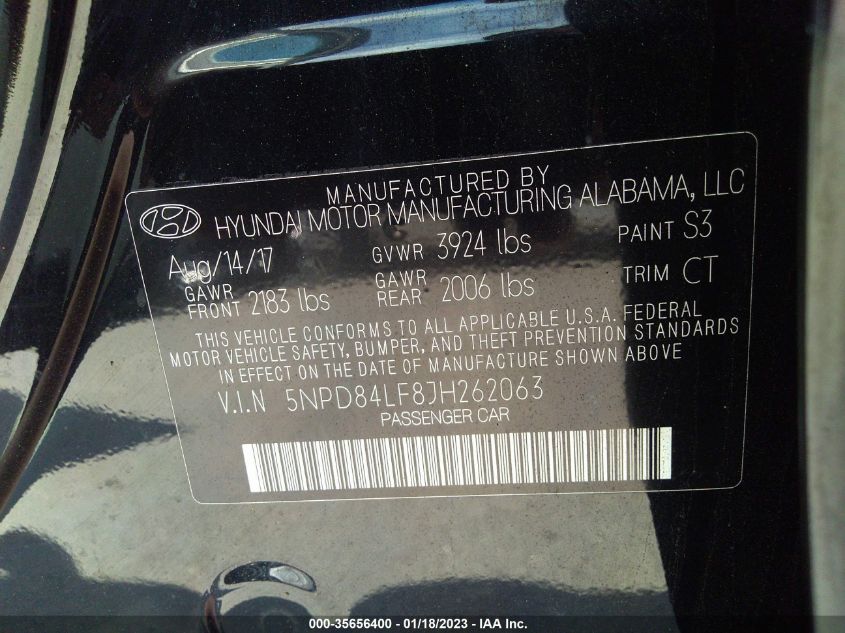 MANUFACTURED BY
HYUNDAI MOTOR MANUFACTURING ALABAMA, LLC
Aug/14/17 GVWR 3924 lbs PAINT S3
GAWR FRONT 2183 lbs GAWR REAR 2006 lbs TRIM CT
THIS VEHICLE CONFORMS TO ALL APPLICABLE U.S.A. FEDERAL
MOTOR VEHICLE SAFETY, BUMPER, AND THEFT PREVENTION STANDARDS
IN EFFECT ON THE DATE OF MANUFACTURE SHOWN ABOVE
V.I.N 5NPD84LF8JH262063
PASSENGER CAR
000-35656400 - 01/18/2023 - IAA Inc.